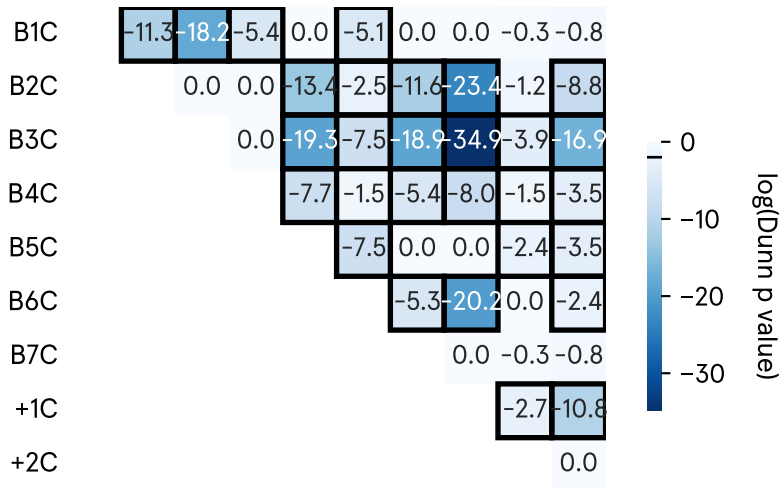 B1C −11.3 −18.2 −5.4 0.0 −5.1 0.0 0.0 −0.3 −0.8
B2C 0.0 0.0 −13.4 −2.5 −11.6 −23.4 −1.2 −8.8
B3C 0.0 −19.3 −7.5 −18.9 −34.9 −3.9 −16.9
B4C −7.7 −1.5 −5.4 −8.0 −1.5 −3.5
B5C −7.5 0.0 0.0 −2.4 −3.5
B6C −5.3 −20.2 0.0 −2.4
B7C 0.0 −0.3 −0.8
+1C −2.7 −10.8
+2C 0.0
0
−10
−20
−30
log(Dunn p value)